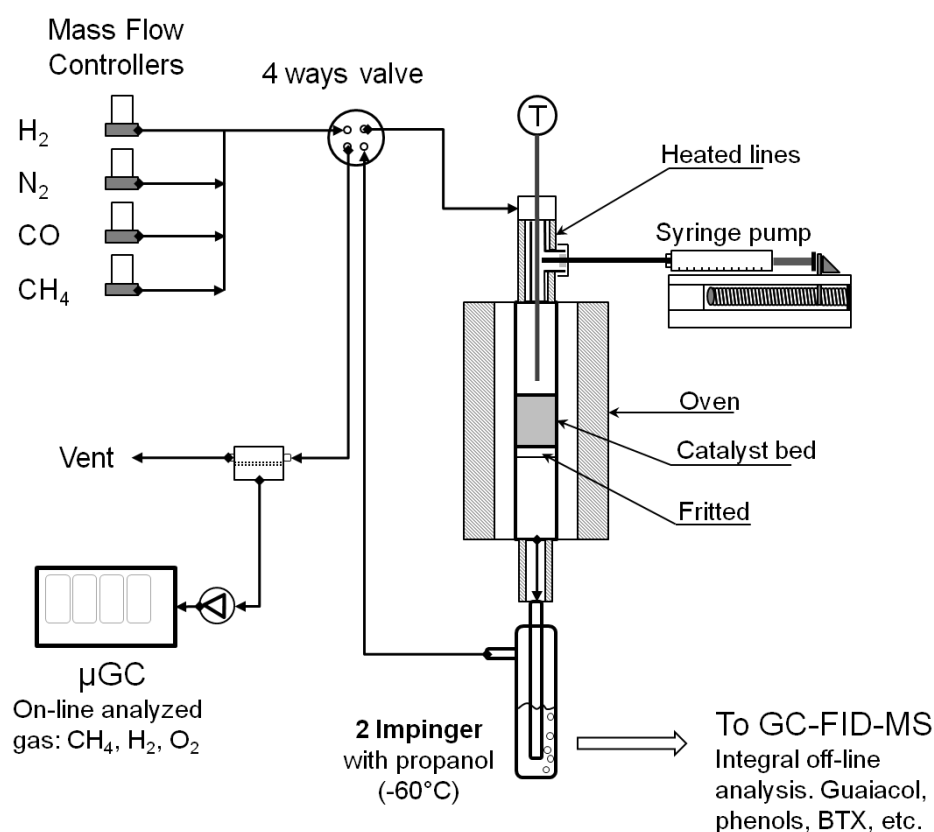 Mass Flow
Controllers
4 ways valve
H₂
N₂
CO
CH₄
T
Heated lines
Syringe pump
Oven
Catalyst bed
Fritted
Vent
µGC
On-line analyzed
gas: CH₄, H₂, O₂
2 Impinger
with propanol
(-60°C)
To GC-FID-MS
Integral off-line
analysis. Guaiacol,
phenols, BTX, etc.